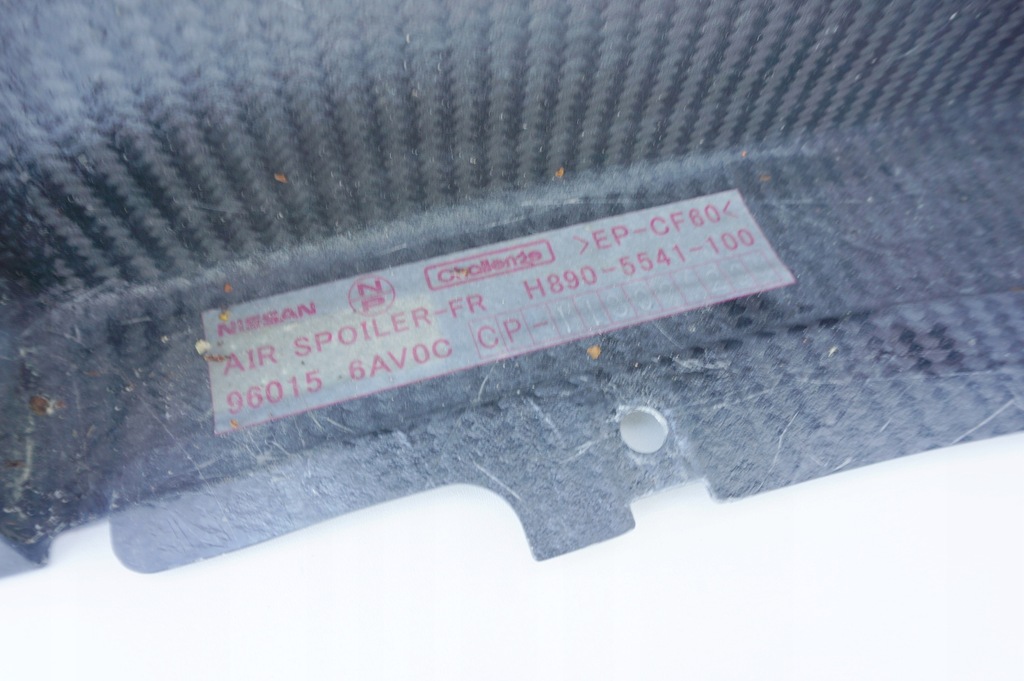 NISSAN NP Challenge >EP-CF60<
AIR SPOILER-FR H890-5541-100
96015 6AV0C CP-